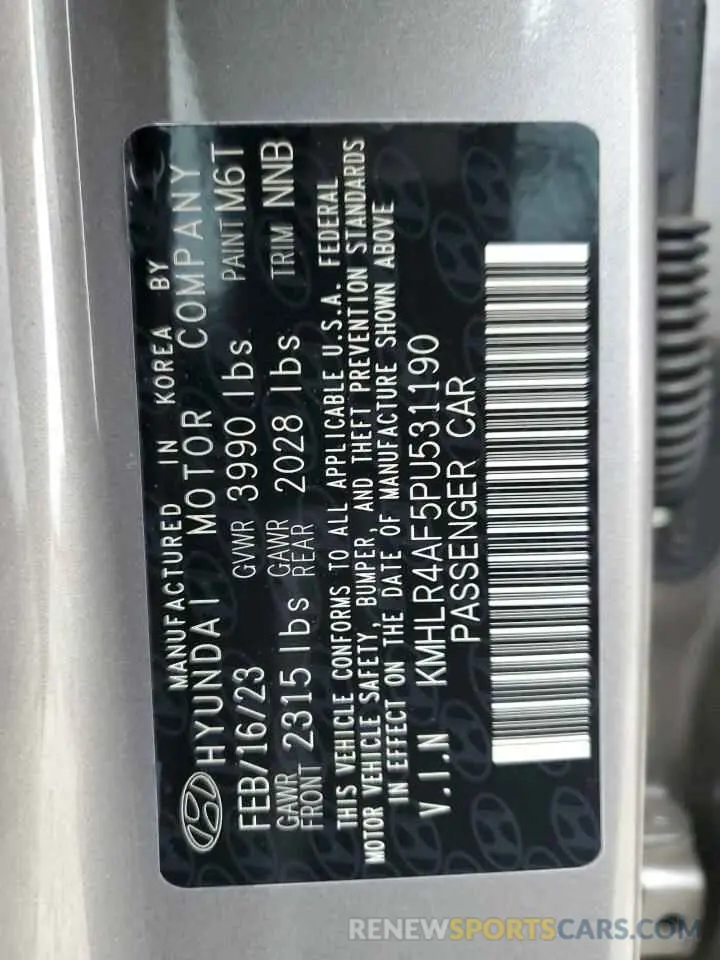 MANUFACTURED IN KOREA BY
HYUNDAI MOTOR COMPANY
FEB/16/23 GVWR 3990 lbs PAINT M6T
GAWR FRONT 2315 lbs GAWR REAR 2028 lbs TRIM NNB
THIS VEHICLE CONFORMS TO ALL APPLICABLE U.S.A. FEDERAL
MOTOR VEHICLE SAFETY, BUMPER, AND THEFT PREVENTION STANDARDS
IN EFFECT ON THE DATE OF MANUFACTURE SHOWN ABOVE
V.I.N KMHLR4AF5PU531190
PASSENGER CAR
RENEWSPORTSCARS.COM